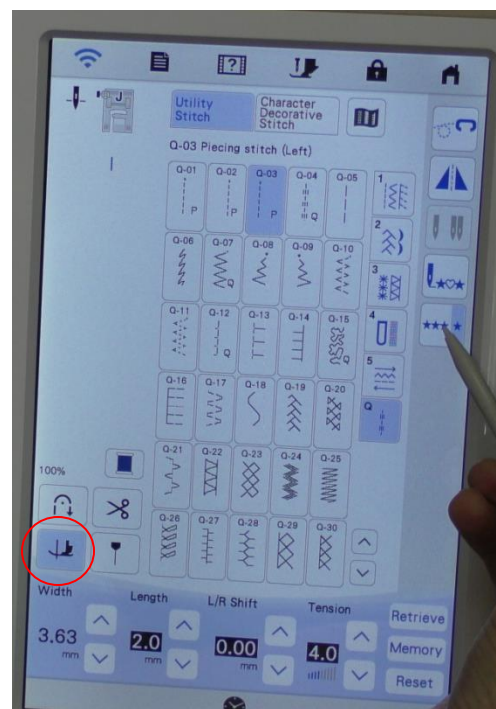 ?
J
Utility
Stitch
Character
Decorative
Stitch
Q-03 Piecing stitch (Left)
Q-01 Q-02 Q-03 Q-04 Q-05
P P P Q
1
Q-06 Q-07 Q-08 Q-09 Q-10
Q
2
3
Q-11 Q-12 Q-13 Q-14 Q-15
Q Q
4
Q-16 Q-17 Q-18 Q-19 Q-20
5
Q
Q-21 Q-22 Q-23 Q-24 Q-25
100%
Q-26 Q-27 Q-28 Q-29 Q-30
Width Length L/R Shift Tension
3.63 mm 2.0 mm 0.00 mm 4.0
Retrieve
Memory
Reset